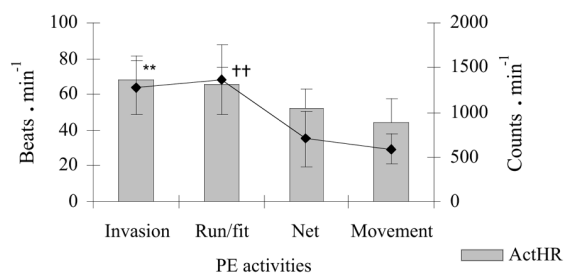 100 2000
80 1500
60 1000
40
20 500
0 0
Beats . min-1
Counts . min-1
**
††
Invasion Run/fit Net Movement
PE activities
ActHR